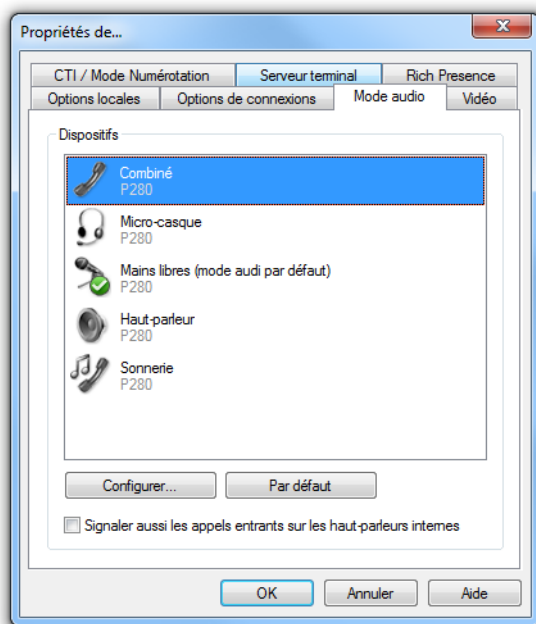 Propriétés de...
CTI / Mode Numérotation
Serveur terminal
Rich Presence
Options locales
Options de connexions
Mode audio
Vidéo
Dispositifs
Combiné
P280
Micro-casque
P280
Mains libres (mode audi par défaut)
P280
Haut-parleur
P280
Sonnerie
P280
Configurer...
Par défaut
Signaler aussi les appels entrants sur les haut-parleurs internes
OK
Annuler
Aide